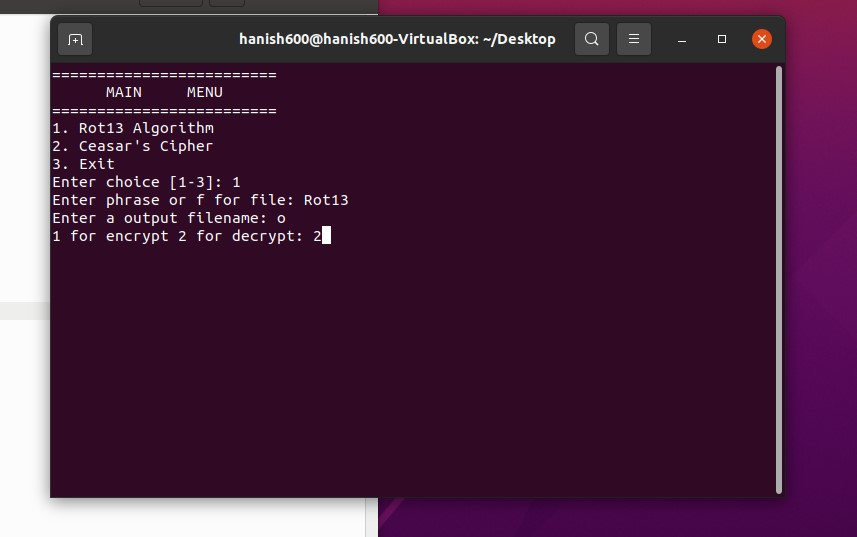 hanish600@hanish600-VirtualBox: ~/Desktop
=========================
MAIN MENU
=========================
1. Rot13 Algorithm
2. Ceasar's Cipher
3. Exit
Enter choice [1-3]: 1
Enter phrase or f for file: Rot13
Enter a output filename: o
1 for encrypt 2 for decrypt: 2